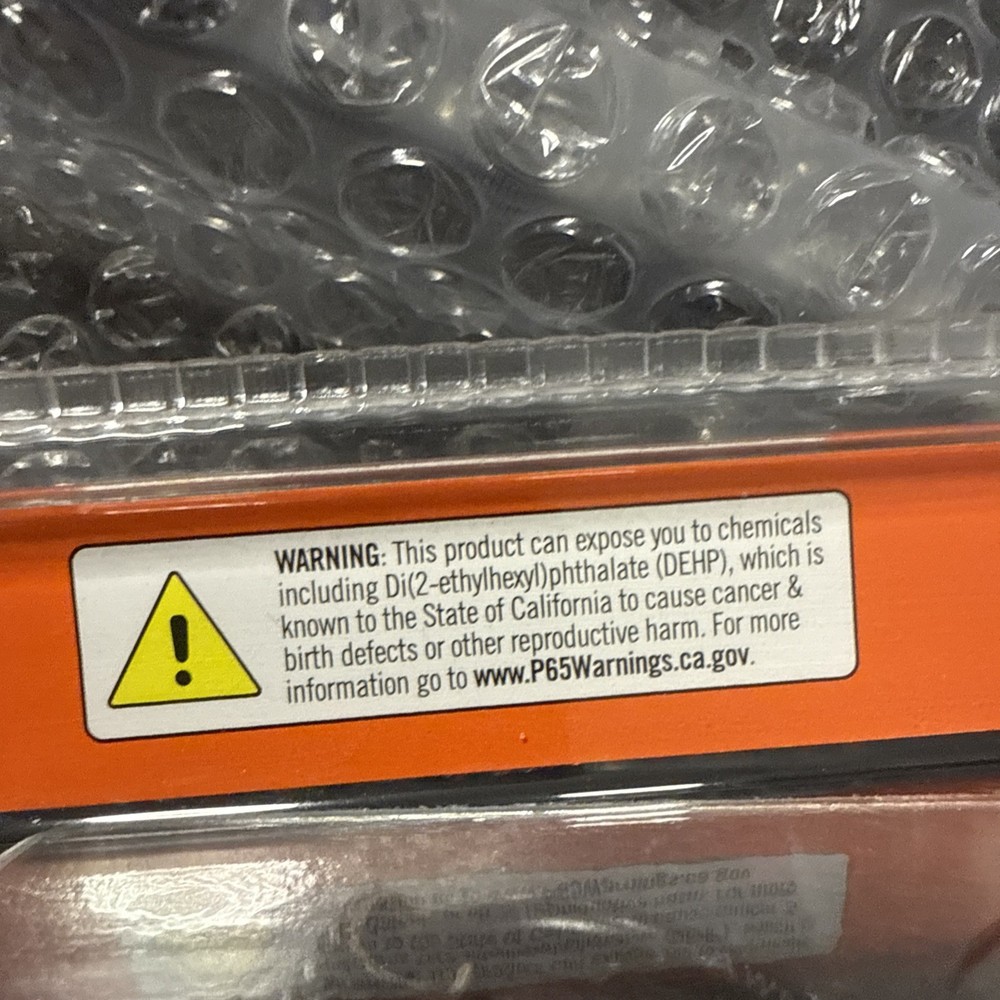 WARNING: This product can expose you to chemicals
including Di(2-ethylhexyl)phthalate (DEHP), which is
known to the State of California to cause cancer &
birth defects or other reproductive harm. For more
information go to www.P65Warnings.ca.gov.